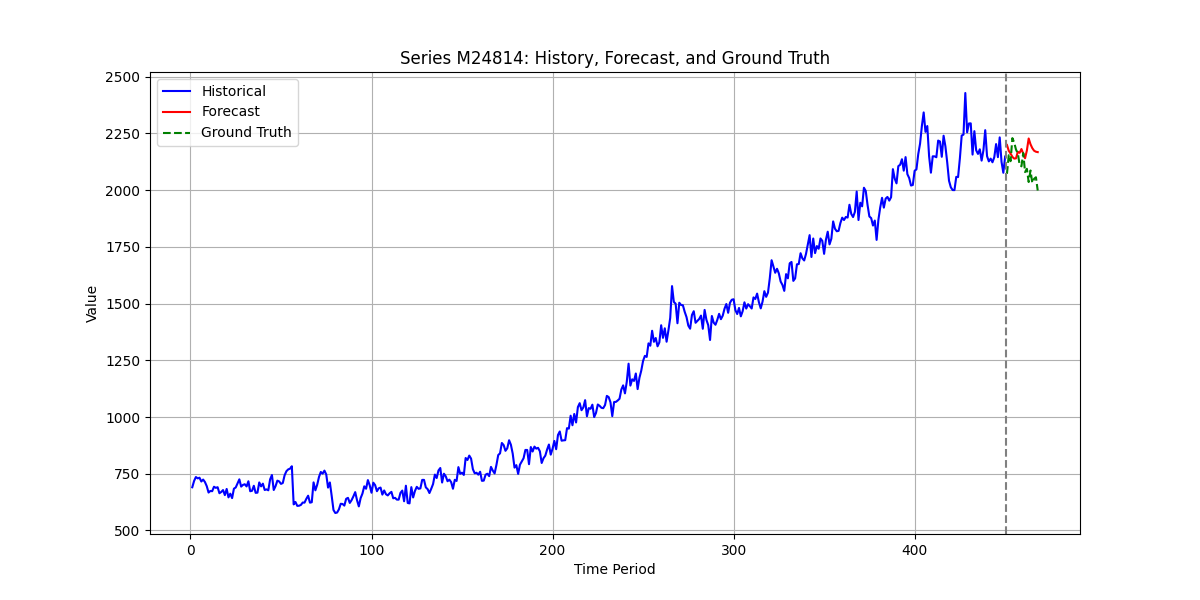 Series M24814: History, Forecast, and Ground Truth
Historical
Forecast
Ground Truth
Value
2500
2250
2000
1750
1500
1250
1000
750
500
0 100 200 300 400
Time Period